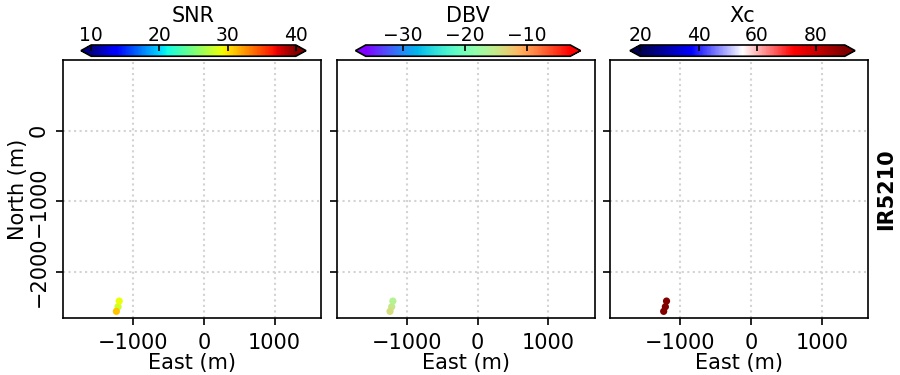 SNR DBV Xc
10 20 30 40 −30 −20 −10 20 40 60 80
North (m)
0
−1000
−2000
IR5210
−1000 0 1000 −1000 0 1000 −1000 0 1000
East (m) East (m) East (m)